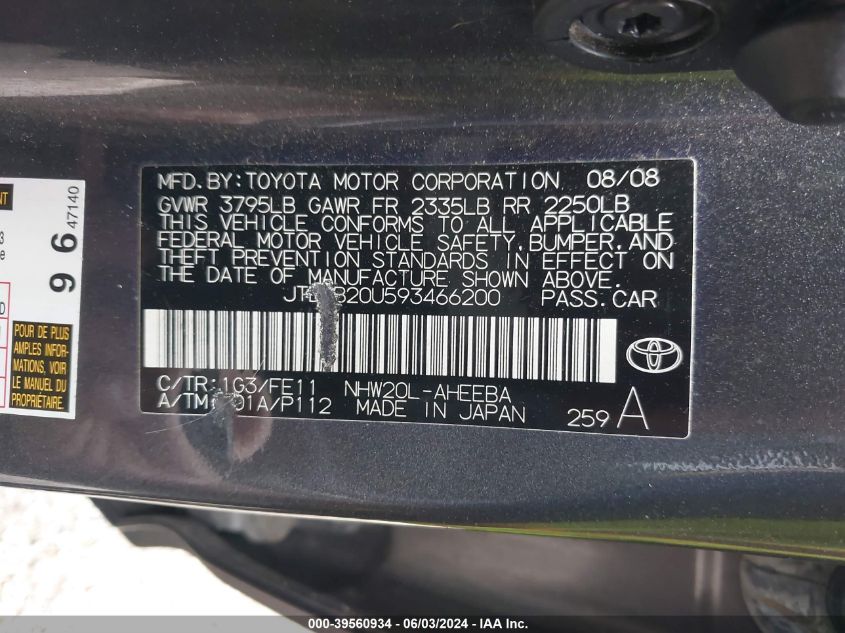 MFD.BY:TOYOTA MOTOR CORPORATION 08/08
GVWR 3795LB GAWR FR 2335LB RR 2250LB
THIS VEHICLE CONFORMS TO ALL APPLICABLE
FEDERAL MOTOR VEHICLE SAFETY,BUMPER,AND
THEFT PREVENTION STANDARDS IN EFFECT ON
THE DATE OF MANUFACTURE SHOWN ABOVE.
PASS.CAR
C/TR:1G3/FE11 NHW20L-AHEEBA
MADE IN JAPAN 259 A
96
47140
POUR DE PLUS
AMPLES INFOR-
MATIONS, VOIR
LE MANUEL DU
PROPRIÉTAIRE
000-39560934 - 06/03/2024 - IAA Inc.